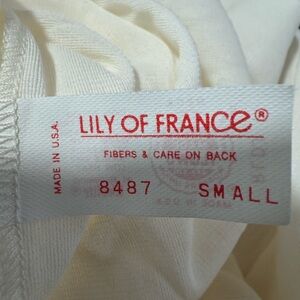 MADE IN U.S.A.
LILY OF FRANCE®
FIBERS & CARE ON BACK
8487 SMALL